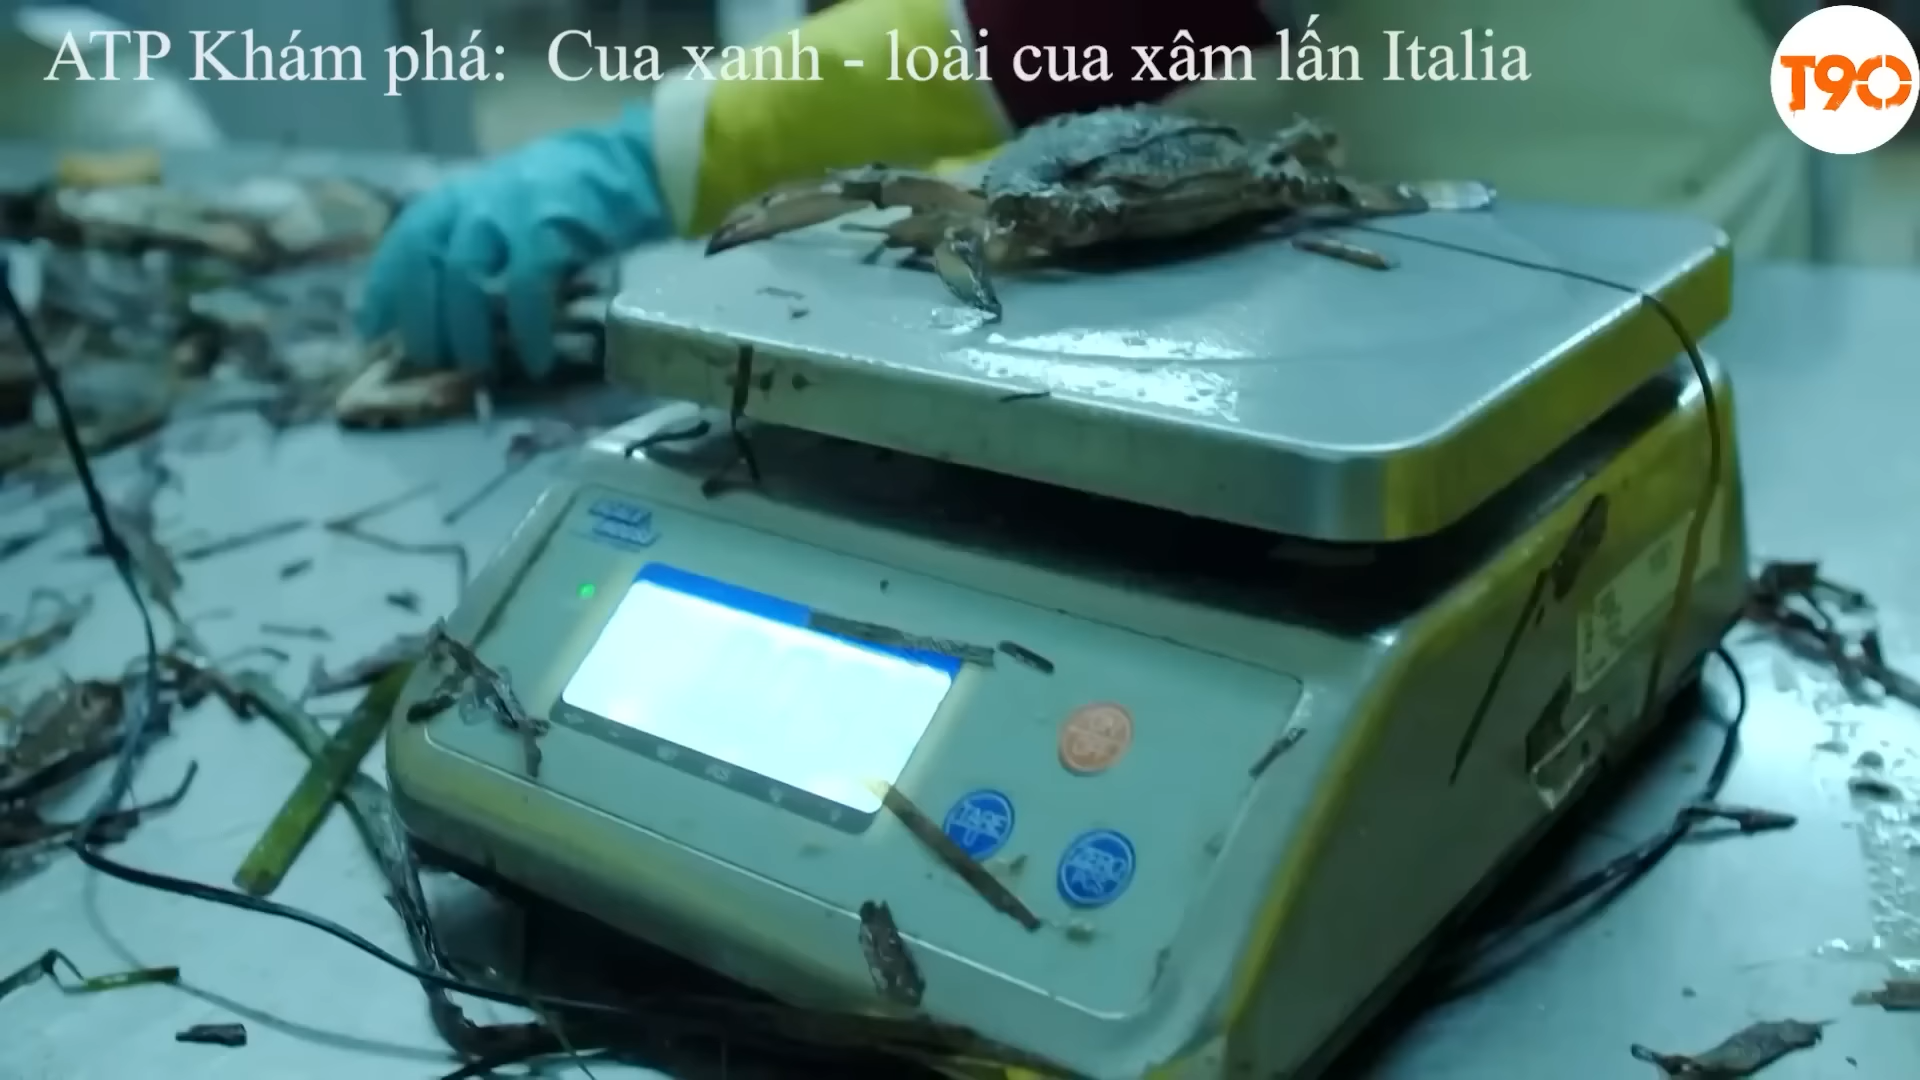 ATP Khám phá: Cua xanh - loài cua xâm lấn Italia
T90
TARE
ZERO